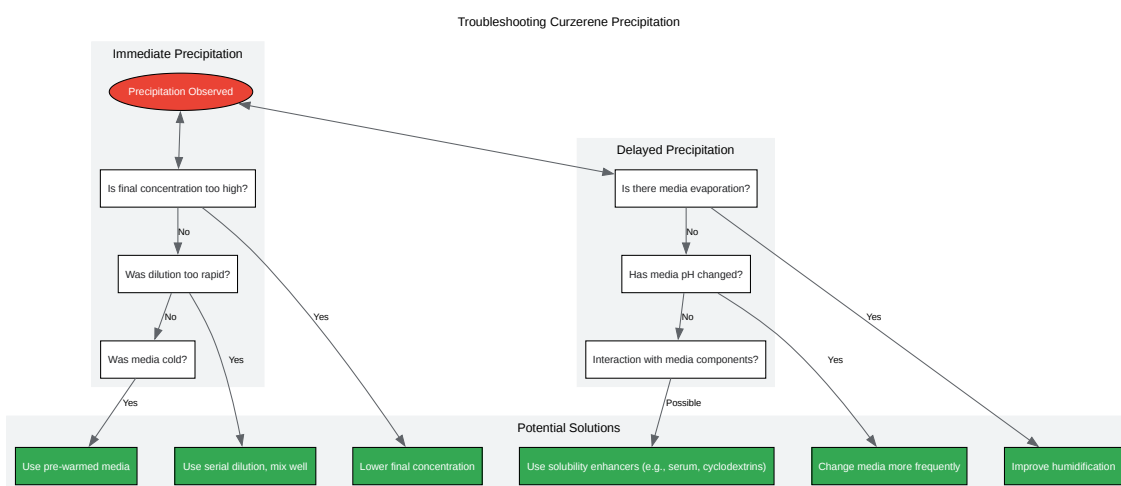 Troubleshooting Curzerene Precipitation
Immediate Precipitation
Precipitation Observed
Delayed Precipitation
Is final concentration too high?
Is there media evaporation?
No
No
Was dilution too rapid?
Has media pH changed?
No
Yes
No
Yes
Was media cold?
Yes
Interaction with media components?
Yes
Yes
Possible
Potential Solutions
Use pre-warmed media
Use serial dilution, mix well
Lower final concentration
Use solubility enhancers (e.g., serum, cyclodextrins)
Change media more frequently
Improve humidification